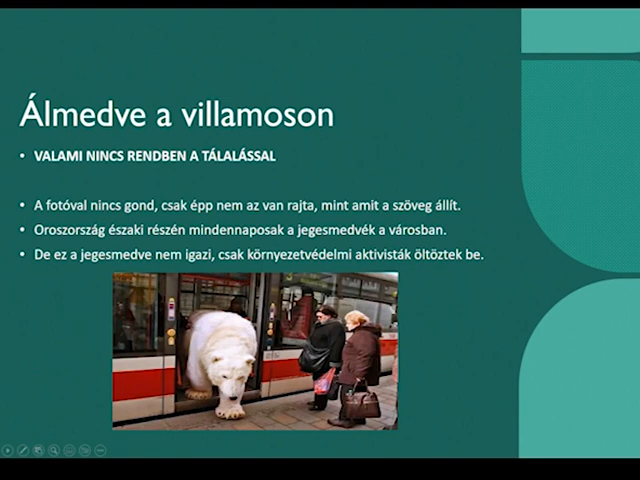 Álmedve a villamoson
• VALAMI NINCS RENDBEN A TÁLALÁSSAL
• A fotóval nincs gond, csak épp nem az van rajta, mint amit a szöveg állít.
• Oroszország északi részén mindennaposak a jegesmedvék a városban.
• De ez a jegesmedve nem igazi, csak környezetvédelmi aktivisták öltöztek be.